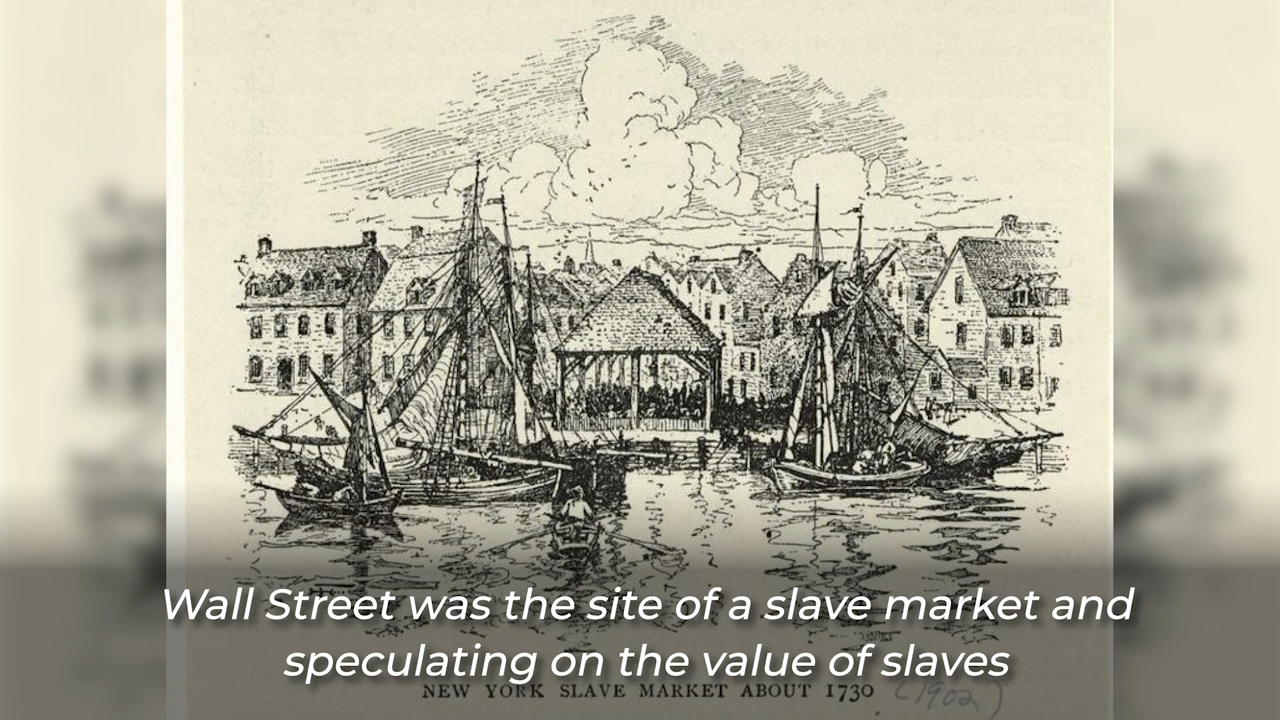 Wall Street was the site of a slave market and
speculating on the value of slaves
NEW YORK SLAVE MARKET ABOUT 1730 (1902)